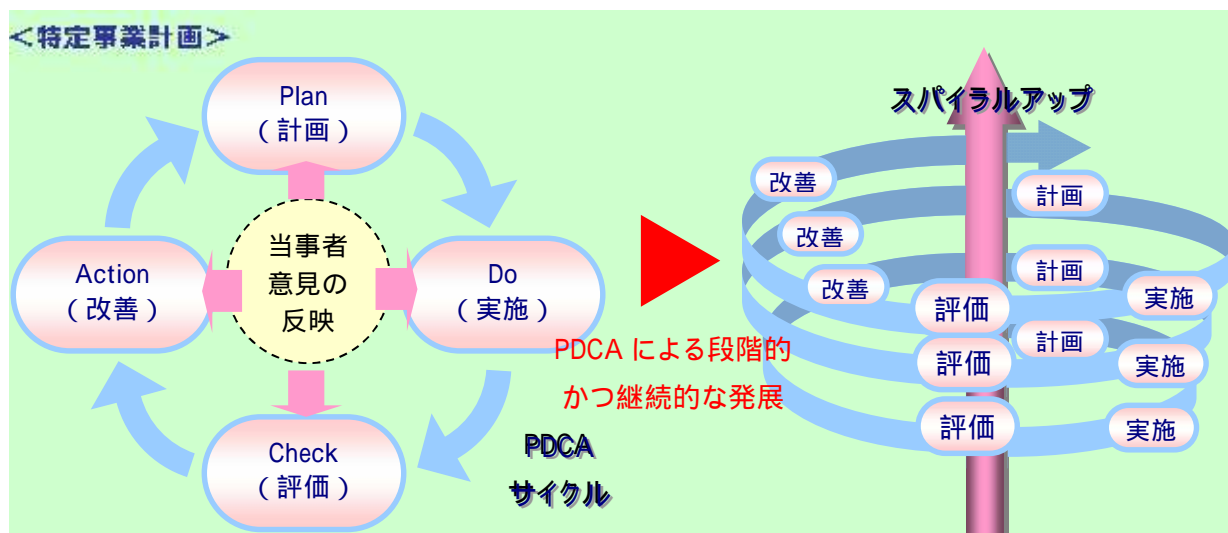 ＜特定事業計画＞
Plan
（計画）
Action
（改善）
当事者
意見の
反映
Do
（実施）
Check
（評価）
PDCA
サイクル
PDCA による段階的
かつ継続的な発展
スパイラルアップ
改善
計画
改善
計画
改善
評価
実施
計画
評価
実施
評価
実施